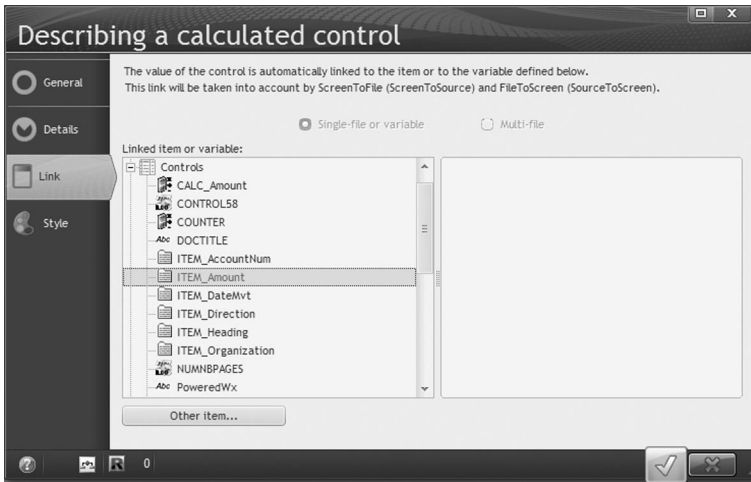 Describing a calculated control
General
Details
Link
Style
The value of the control is automatically linked to the item or to the variable defined below.
This link will be taken into account by ScreenToFile (ScreenToSource) and FileToScreen (SourceToScreen).
Single-file or variable
Multi-file
Linked item or variable:
Controls
CALC_Amount
CONTROL58
COUNTER
Abc DOCTITLE
ITEM_AccountNum
ITEM_Amount
ITEM_DateMvt
ITEM_Direction
ITEM_Heading
ITEM_Organization
NUMNBPAGES
Abc PoweredWx
Other item...
? R 0